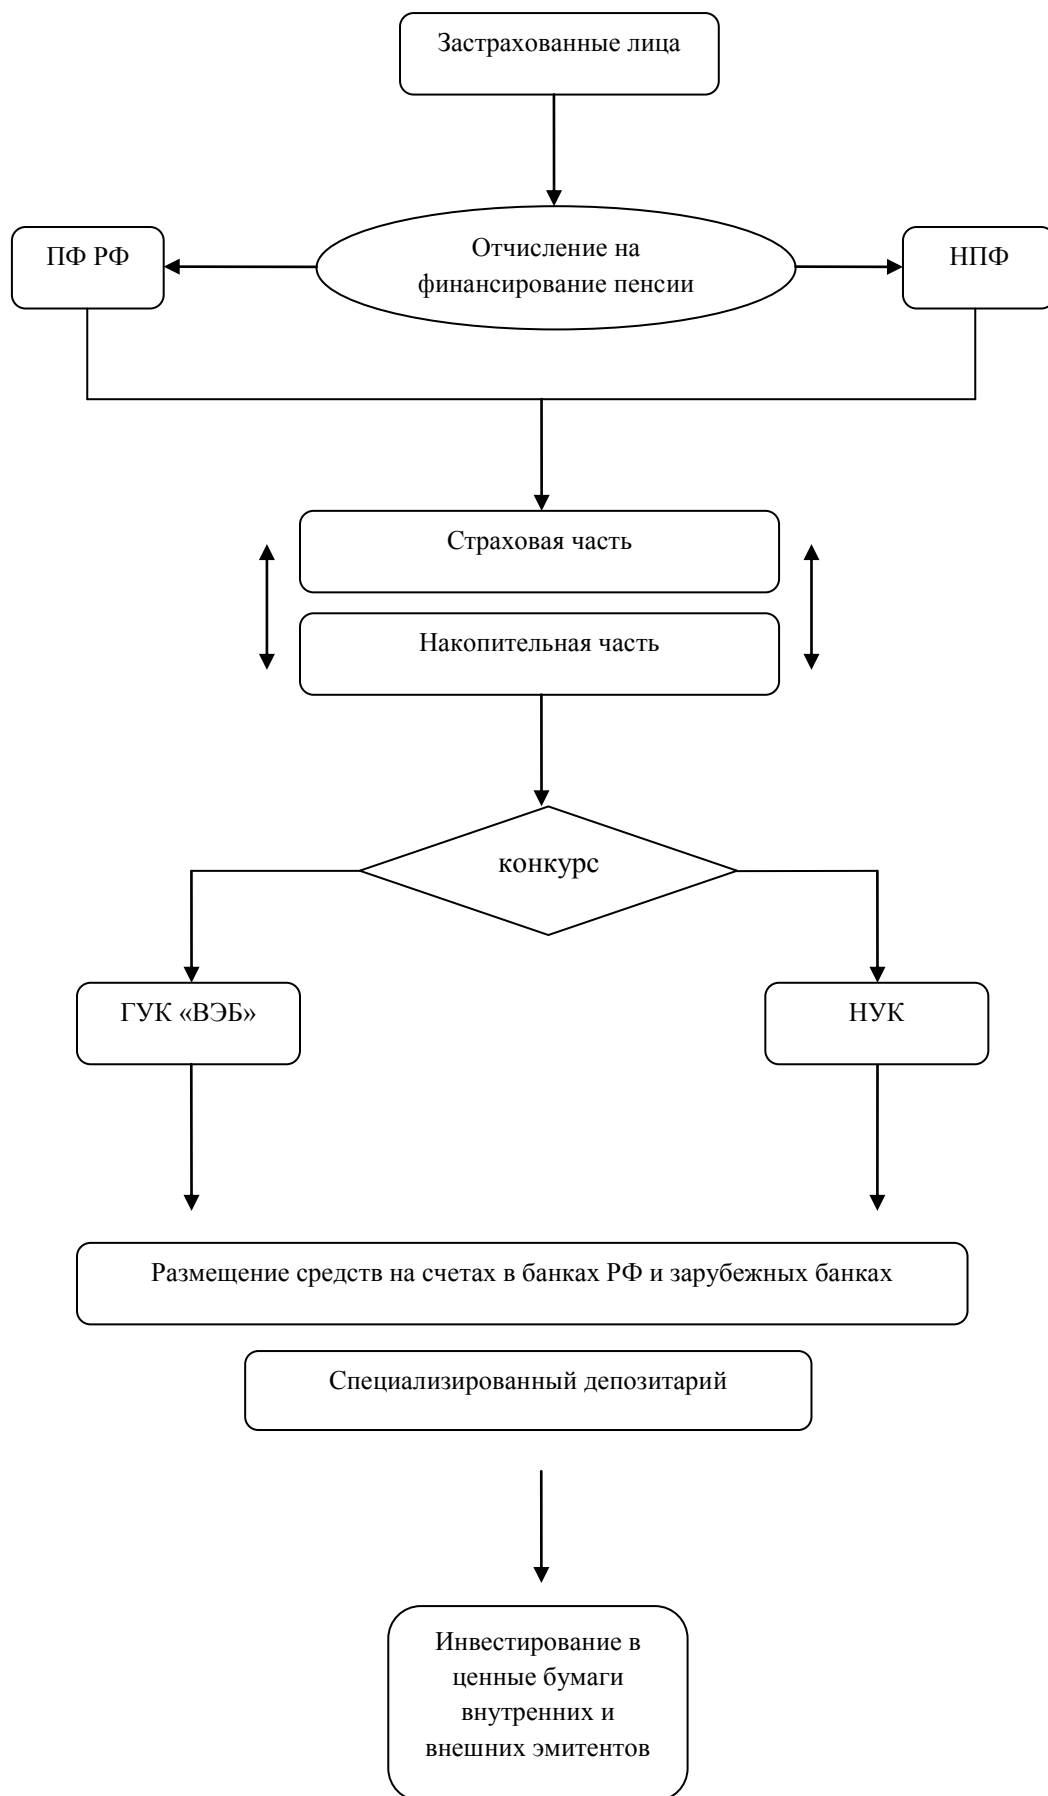 Застрахованные лица
ПФ РФ
Отчисление на
финансирование пенсии
НПФ
Страховая часть
Накопительная часть
конкурс
ГУК «ВЭБ»
НУК
Размещение средств на счетах в банках РФ и зарубежных банках
Специализированный депозитарий
Инвестирование в
ценные бумаги
внутренних и
внешних эмитентов